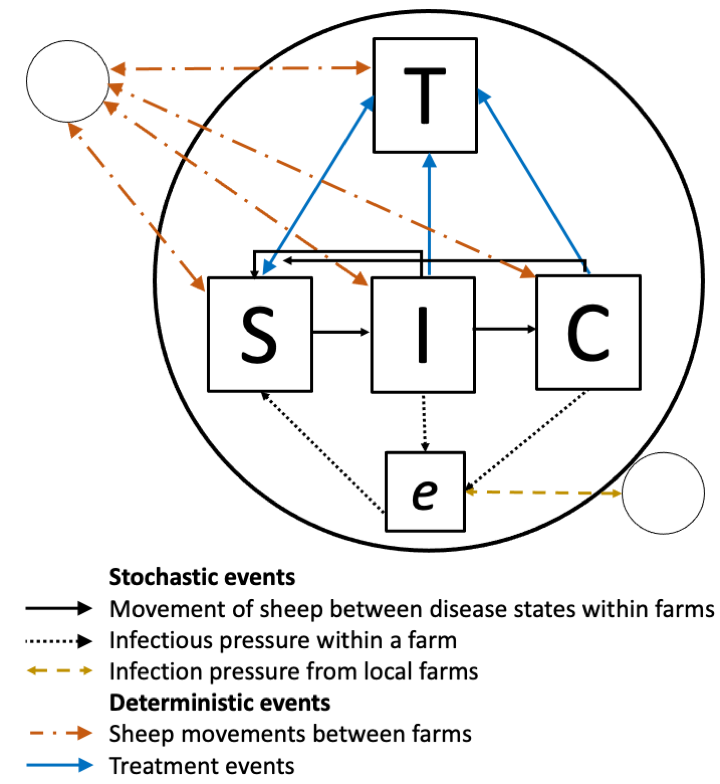 T
S I C
e
Stochastic events
Movement of sheep between disease states within farms
Infectious pressure within a farm
Infection pressure from local farms
Deterministic events
Sheep movements between farms
Treatment events